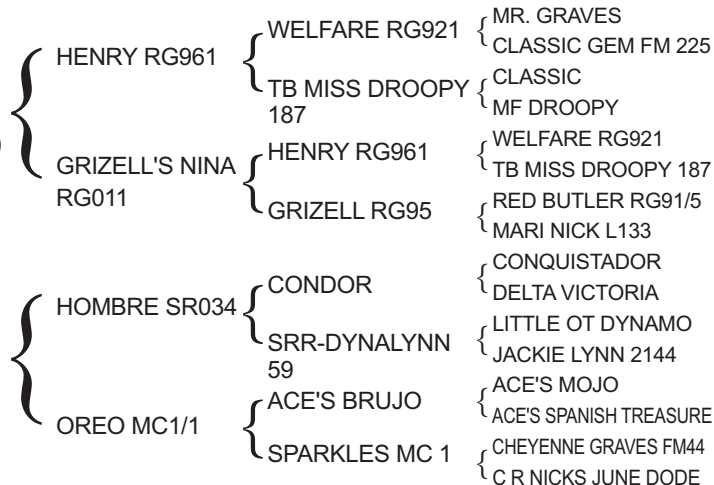 HENRY RG961
WELFARE RG921
MR. GRAVES
CLASSIC GEM FM 225
TB MISS DROOPY
187
CLASSIC
MF DROOPY
GRIZELL'S NINA
RG011
HENRY RG961
WELFARE RG921
TB MISS DROOPY 187
GRIZELL RG95
RED BUTLER RG91/5
MARI NICK L133
HOMBRE SR034
CONDOR
CONQUISTADOR
DELTA VICTORIA
SRR-DYNALYNN
59
LITTLE OT DYNAMO
JACKIE LYNN 2144
OREO MC1/1
ACE'S BRUJO
ACE'S MOJO
ACE'S SPANISH TREASURE
SPARKLES MC 1
CHEYENNE GRAVES FM44
C R NICKS JUNE DODE